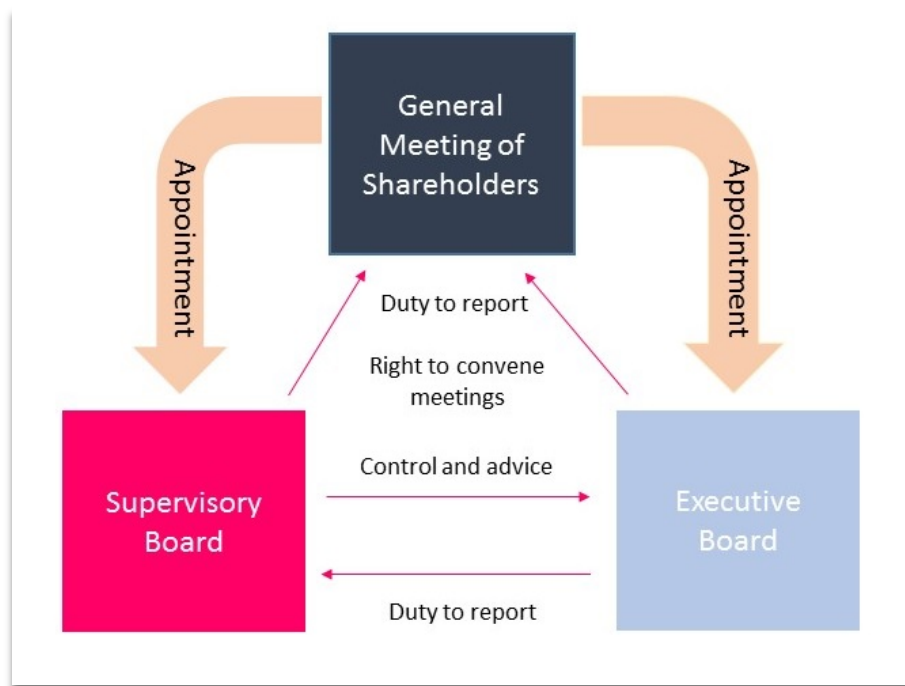 General
Meeting of
Shareholders
Appointment
Appointment
Duty to report
Right to convene
meetings
Control and advice
Supervisory
Board
Executive
Board
Duty to report